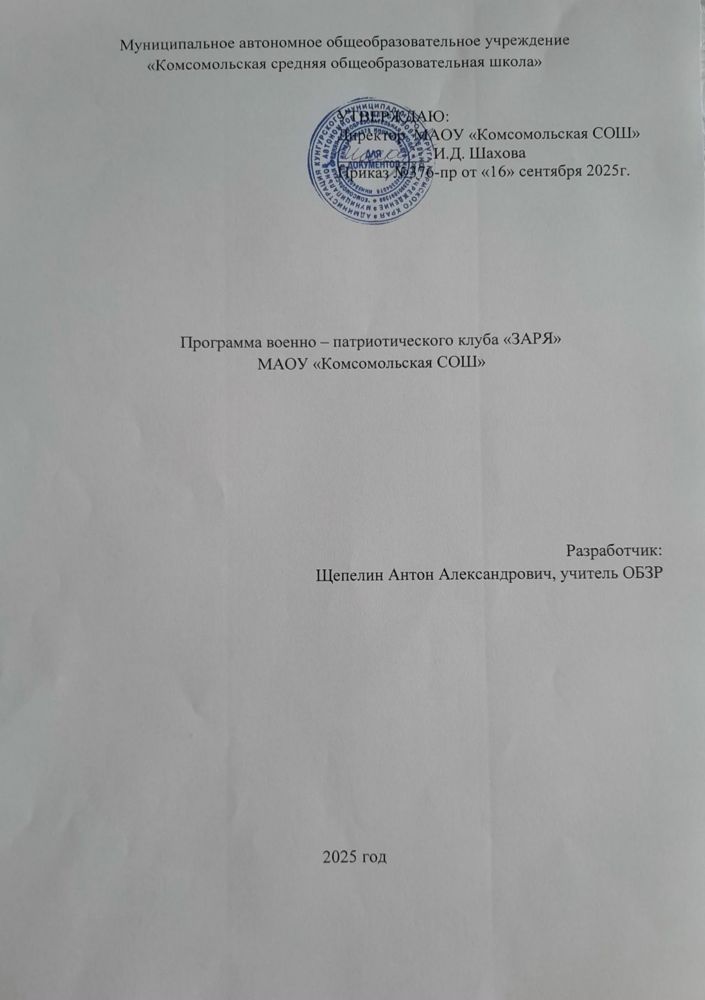 Муниципальное автономное общеобразовательное учреждение
«Комсомольская средняя общеобразовательная школа»
УТВЕРЖДАЮ:
Директор МАОУ «Комсомольская СОШ»
И.Д. Шахова
Приказ №376-пр от «16» сентября 2025г.
ДЛЯ
ДОКУМЕНТОВ
Программа военно – патриотического клуба «ЗАРЯ»
МАОУ «Комсомольская СОШ»
Разработчик:
Щепелин Антон Александрович, учитель ОБЗР
2025 год